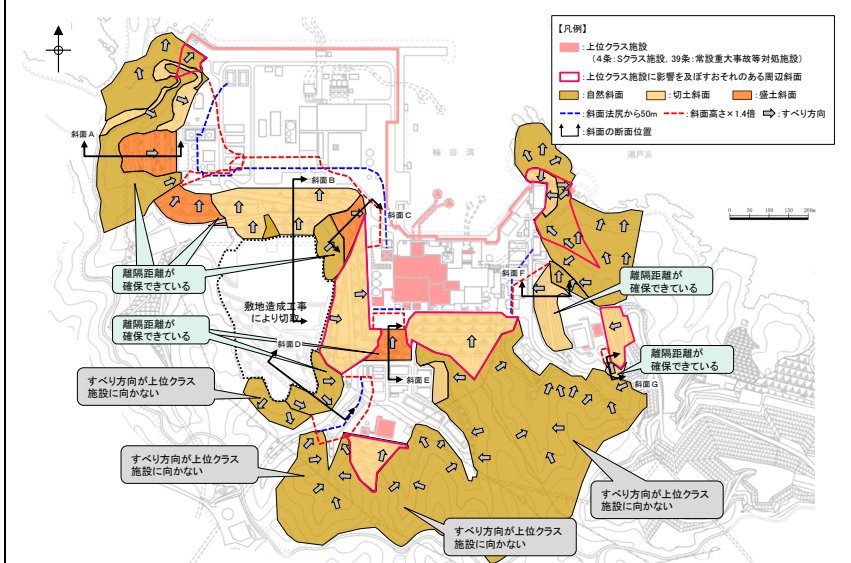 【凡例】
：上位クラス施設
（４条：Sクラス施設，39条：常設重大事故等対処施設）
：上位クラス施設に影響を及ぼすおそれのある周辺斜面
：自然斜面
：切土斜面
：盛土斜面
：斜面法尻から50m
：斜面高さ×1.4倍
：すべり方向
：斜面の断面位置
輪谷湾
湯戸浜
0 50 100 150 200m
斜面A
斜面B
斜面C
離隔距離が
確保できている
斜面F
離隔距離が
確保できている
敷地造成工事
により切取
離隔距離が
確保できている
斜面D
離隔距離が
確保できている
斜面E
斜面G
すべり方向が上位クラス
施設に向かない
すべり方向が上位クラス
施設に向かない
すべり方向が上位クラス
施設に向かない
すべり方向が上位クラス
施設に向かない